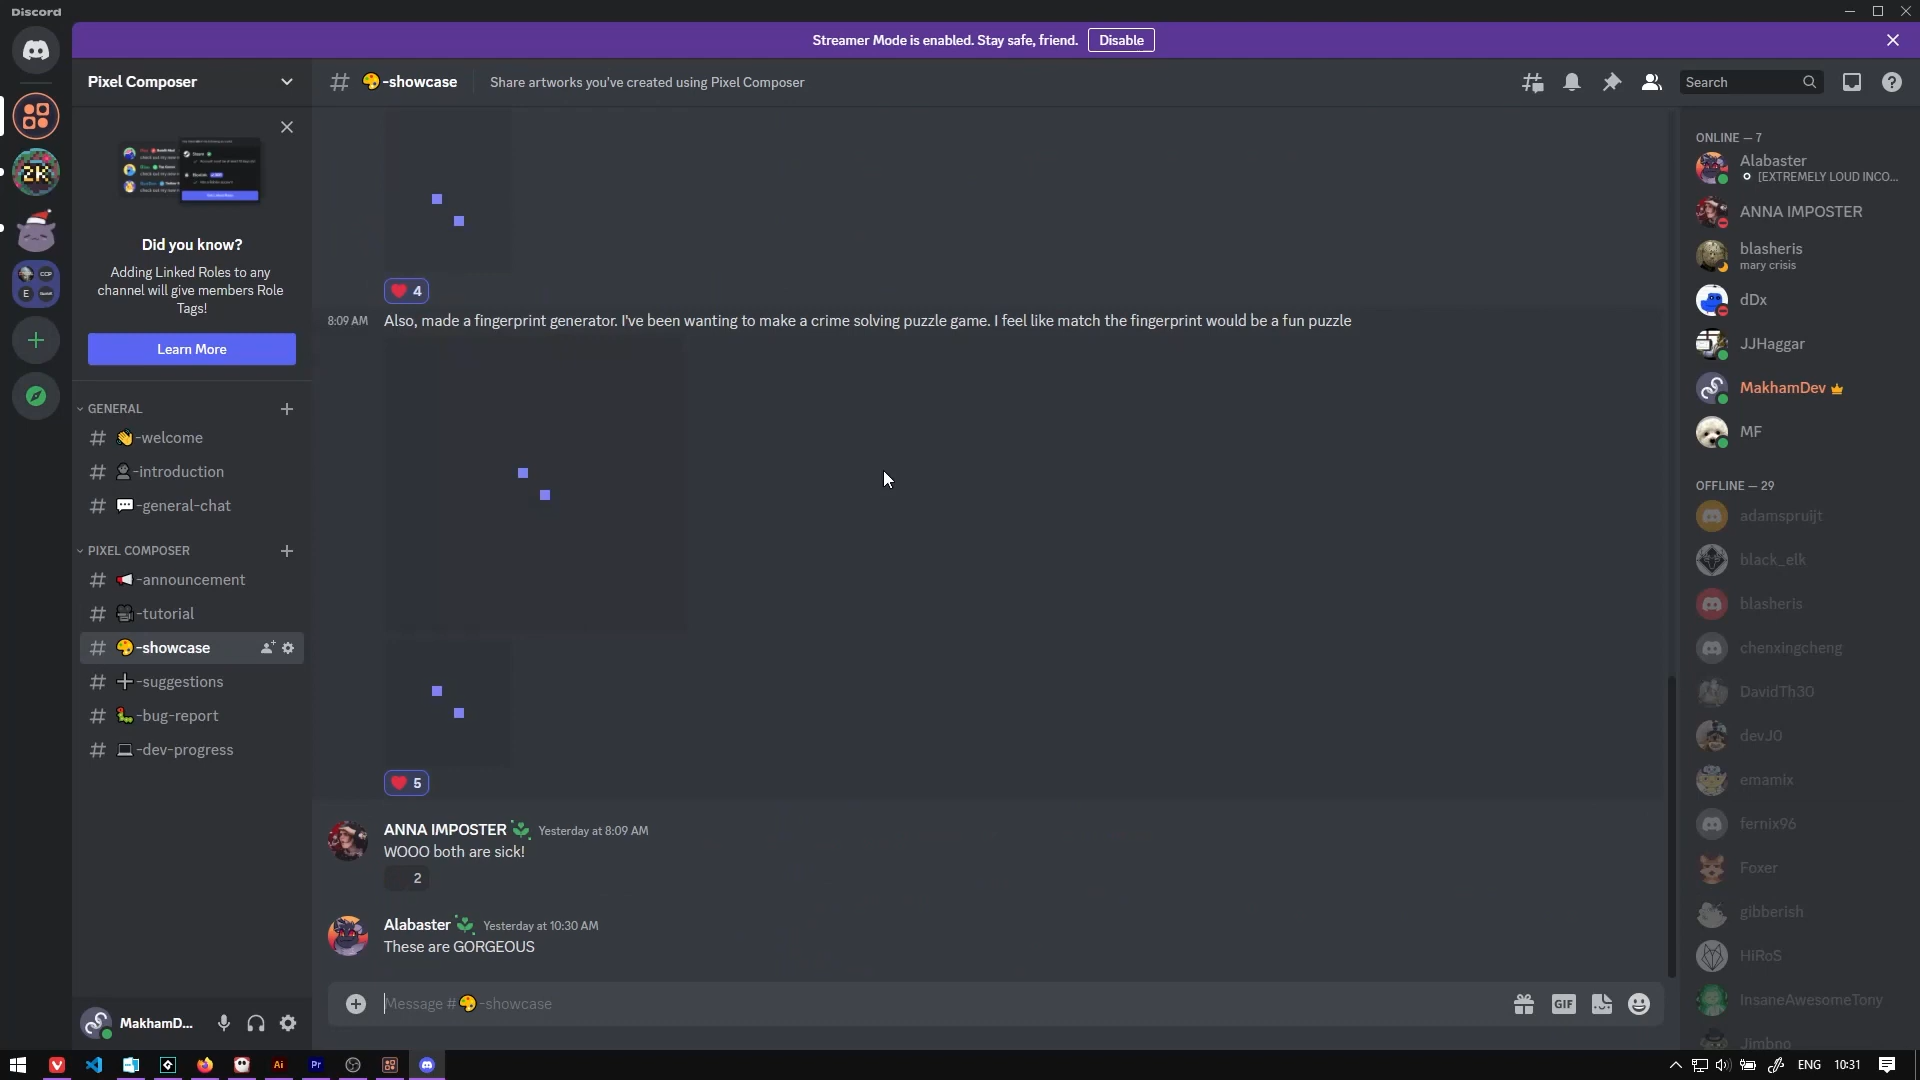 Discord
Streamer Mode is enabled. Stay safe, friend.
Disable
Pixel Composer
-showcase
Share artworks you've created using Pixel Composer
Search
Did you know?
Adding Linked Roles to any
channel will give members Role
Tags!
Learn More
GENERAL
-welcome
-introduction
-general-chat
PIXEL COMPOSER
-announcement
-tutorial
-showcase
-suggestions
-bug-report
-dev-progress
MakhamD...
4
8:09 AM
Also, made a fingerprint generator. I've been wanting to make a crime solving puzzle game. I feel like match the fingerprint would be a fun puzzle
5
ANNA IMPOSTER
Yesterday at 8:09 AM
WOOO both are sick!
2
Alabaster
Yesterday at 10:30 AM
These are GORGEOUS
Message #
-showcase
GIF
ONLINE — 7
Alabaster
[EXTREMELY LOUD INCO...
ANNA IMPOSTER
blasheris
mary crisis
dDx
JJHaggar
MakhamDev
MF
OFFLINE — 29
adamspruijt
black_elk
blasheris
chenxingcheng
DavidTh30
devJ0
emamix
fernix96
Foxer
gibberish
HiRoS
InsaneAwesomeTony
Jimbno
2K
Ai
Pr
ENG
10:31